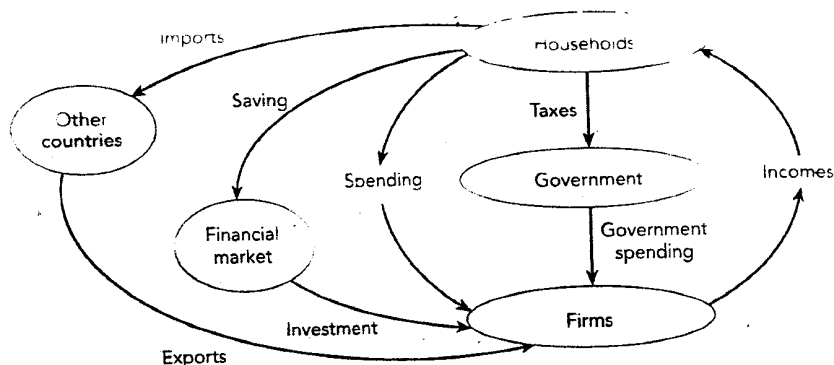 Imports
Households
Saving
Taxes
Other
countries
Spending
Government
Incomes
Financial
market
Government
spending
Investment
Firms
Exports